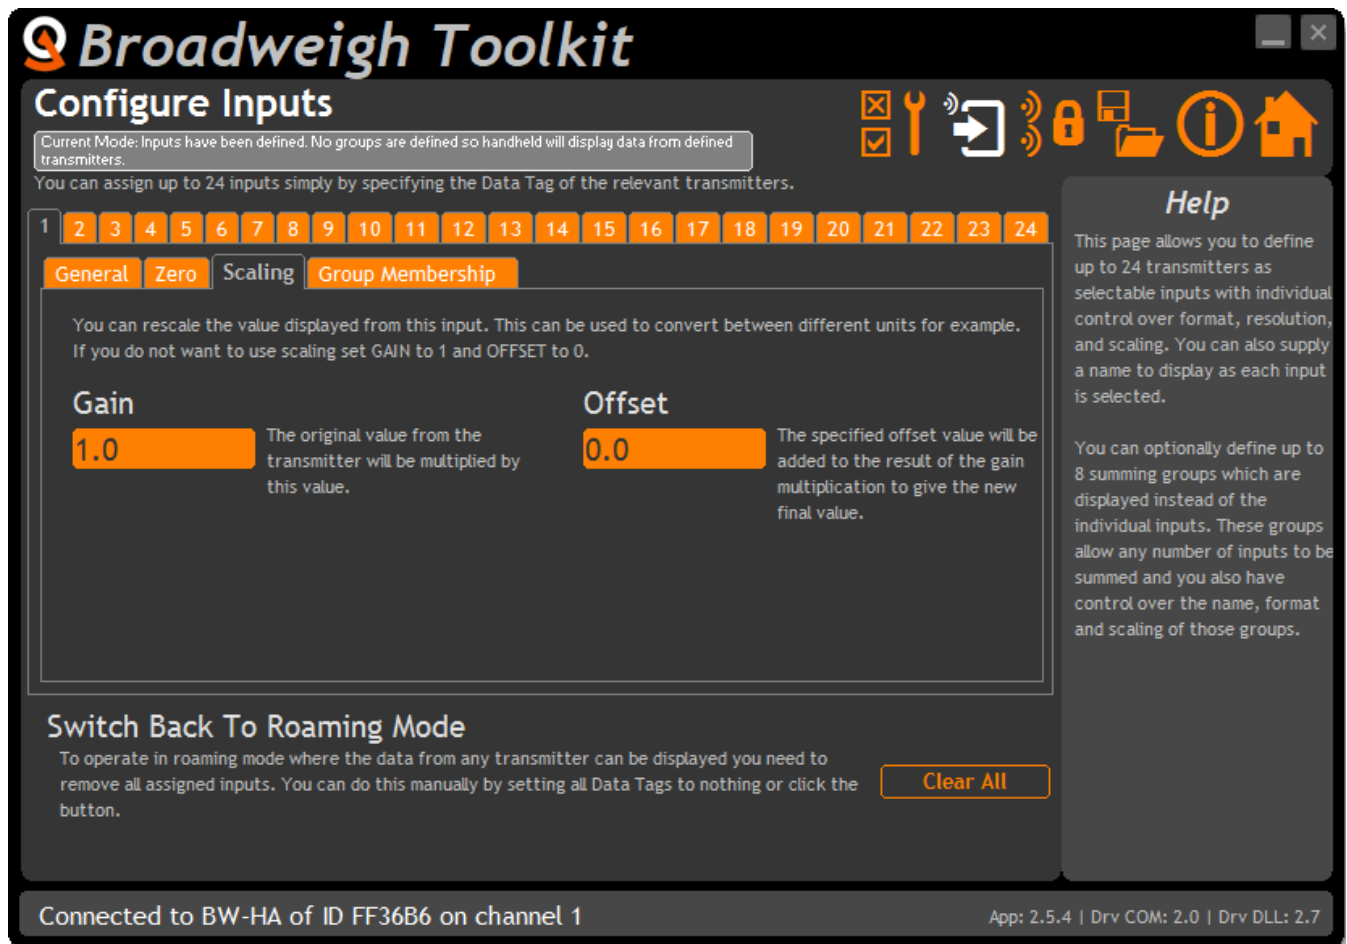 Broadweigh Toolkit
Configure Inputs
Current Mode: Inputs have been defined. No groups are defined so handheld will display data from defined
transmitters.
You can assign up to 24 inputs simply by specifying the Data Tag of the relevant transmitters.
1 2 3 4 5 6 7 8 9 10 11 12 13 14 15 16 17 18 19 20 21 22 23 24
General Zero Scaling Group Membership
You can rescale the value displayed from this input. This can be used to convert between different units for example.
If you do not want to use scaling set GAIN to 1 and OFFSET to 0.
Gain
1.0
The original value from the
transmitter will be multiplied by
this value.
Offset
0.0
The specified offset value will be
added to the result of the gain
multiplication to give the new
final value.
Switch Back To Roaming Mode
To operate in roaming mode where the data from any transmitter can be displayed you need to
remove all assigned inputs. You can do this manually by setting all Data Tags to nothing or click the
button.
Clear All
Help
This page allows you to define
up to 24 transmitters as
selectable inputs with individual
control over format, resolution,
and scaling. You can also supply
a name to display as each input
is selected.
You can optionally define up to
8 summing groups which are
displayed instead of the
individual inputs. These groups
allow any number of inputs to be
summed and you also have
control over the name, format
and scaling of those groups.
Connected to BW-HA of ID FF36B6 on channel 1
App: 2.5.4 | Drv COM: 2.0 | Drv DLL: 2.7